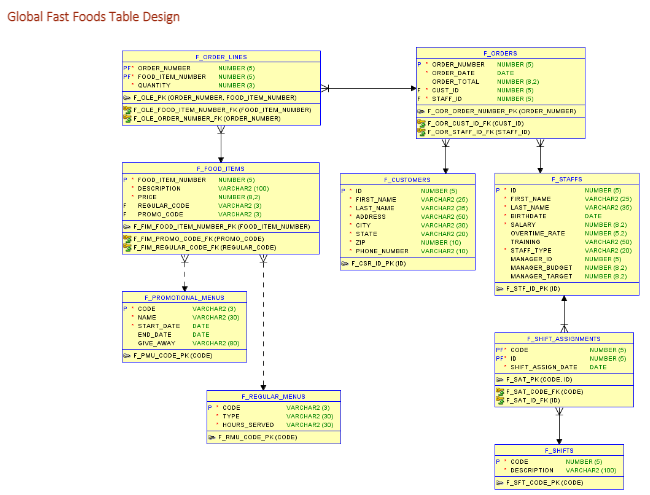 Global Fast Foods Table Design
F_ORDER_LINES
PF* ORDER_NUMBER NUMBER (5)
PF* FOOD_ITEM_NUMBER NUMBER (5)
* QUANTITY NUMBER (3)
F_OLE_PK (ORDER_NUMBER, FOOD_ITEM_NUMBER)
F_OLE_FOOD_ITEM_NUMBER_FK (FOOD_ITEM_NUMBER)
F_OLE_ORDER_NUMBER_FK (ORDER_NUMBER)
F_ORDERS
P * ORDER_NUMBER NUMBER (5)
* ORDER_DATE DATE
ORDER_TOTAL NUMBER (8,2)
F * CUST_ID NUMBER (5)
F * STAFF_ID NUMBER (5)
F_ODR_ORDER_NUMBER_PK (ORDER_NUMBER)
F_ODR_CUST_ID_FK (CUST_ID)
F_ODR_STAFF_ID_FK (STAFF_ID)
F_FOOD_ITEMS
P * FOOD_ITEM_NUMBER NUMBER (5)
* DESCRIPTION VARCHAR2 (100)
* PRICE NUMBER (8,2)
F REGULAR_CODE VARCHAR2 (3)
F PROMO_CODE VARCHAR2 (3)
F_FIM_FOOD_ITEM_NUMBER_PK (FOOD_ITEM_NUMBER)
F_FIM_PROMO_CODE_FK (PROMO_CODE)
F_FIM_REGULAR_CODE_FK (REGULAR_CODE)
F_CUSTOMERS
P * ID NUMBER (5)
* FIRST_NAME VARCHAR2 (25)
* LAST_NAME VARCHAR2 (35)
* ADDRESS VARCHAR2 (50)
* CITY VARCHAR2 (30)
* STATE VARCHAR2 (20)
* ZIP NUMBER (10)
* PHONE_NUMBER VARCHAR2 (10)
F_CSR_ID_PK (ID)
F_STAFFS
P * ID NUMBER (5)
* FIRST_NAME VARCHAR2 (25)
* LAST_NAME VARCHAR2 (35)
* BIRTHDATE DATE
* SALARY NUMBER (8,2)
OVERTIME_RATE NUMBER (5,2)
TRAINING VARCHAR2 (50)
* STAFF_TYPE VARCHAR2 (20)
MANAGER_ID NUMBER (5)
MANAGER_BUDGET NUMBER (8,2)
MANAGER_TARGET NUMBER (8,2)
F_STF_ID_PK (ID)
F_PROMOTIONAL_MENUS
P * CODE VARCHAR2 (3)
* NAME VARCHAR2 (30)
* START_DATE DATE
END_DATE DATE
GIVE_AWAY VARCHAR2 (80)
F_PMU_CODE_PK (CODE)
F_SHIFT_ASSIGNMENTS
PF* CODE NUMBER (5)
PF* ID NUMBER (5)
* SHIFT_ASSIGN_DATE DATE
F_SAT_PK (CODE, ID)
F_SAT_CODE_FK (CODE)
F_SAT_ID_FK (ID)
F_REGULAR_MENUS
P * CODE VARCHAR2 (3)
* TYPE VARCHAR2 (30)
* HOURS_SERVED VARCHAR2 (30)
F_RMU_CODE_PK (CODE)
F_SHIFTS
P * CODE NUMBER (5)
* DESCRIPTION VARCHAR2 (100)
F_SFT_CODE_PK (CODE)